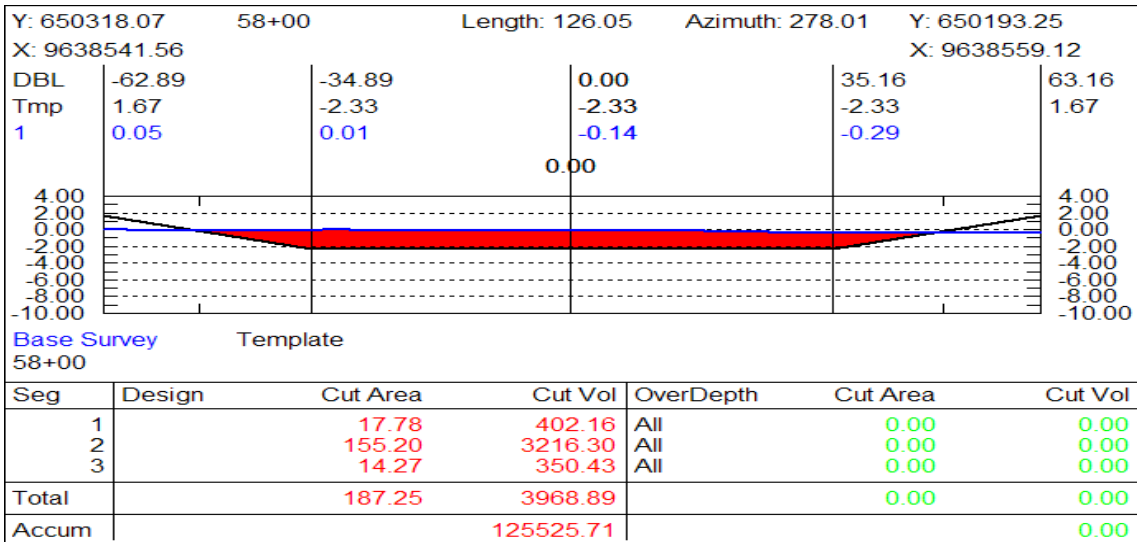 Y: 650318.07 58+00 Length: 126.05 Azimuth: 278.01 Y: 650193.25
X: 9638541.56 X: 9638559.12
DBL -62.89 -34.89 0.00 35.16 63.16
Tmp 1.67 -2.33 -2.33 -2.33 1.67
1 0.05 0.01 -0.14 -0.29
0.00
4.00 4.00
2.00 2.00
0.00 0.00
-2.00 -2.00
-4.00 -4.00
-6.00 -6.00
-8.00 -8.00
-10.00 -10.00
Base Survey Template
58+00
Seg Design Cut Area Cut Vol OverDepth Cut Area Cut Vol
1 17.78 402.16 All 0.00 0.00
2 155.20 3216.30 All 0.00 0.00
3 14.27 350.43 All 0.00 0.00
Total 187.25 3968.89 0.00 0.00
Accum 125525.71 0.00